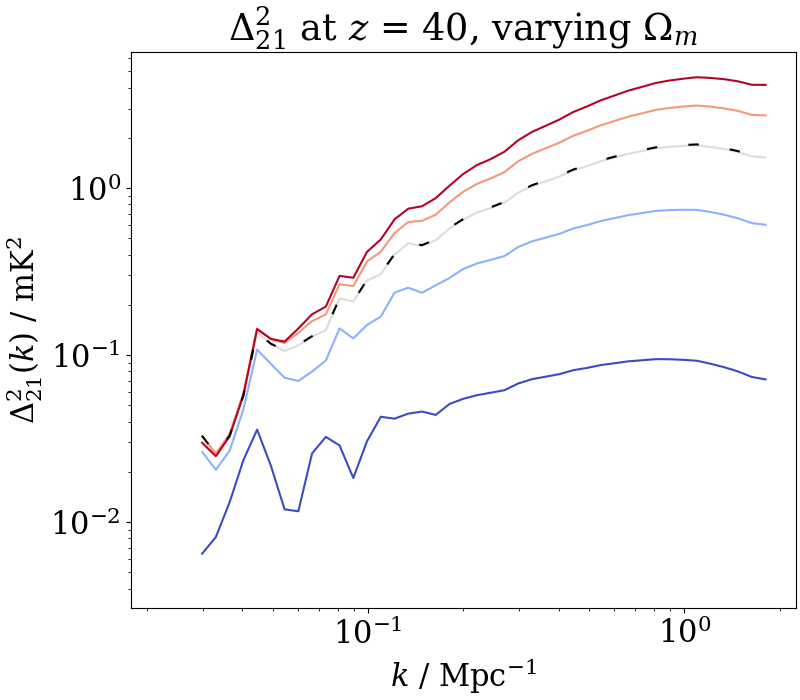 Δ²₂₁ at z = 40, varying Ωₘ
Δ²₂₁(k) / mK²
10⁰
10⁻¹
10⁻²
10⁻¹
10⁰
k / Mpc⁻¹